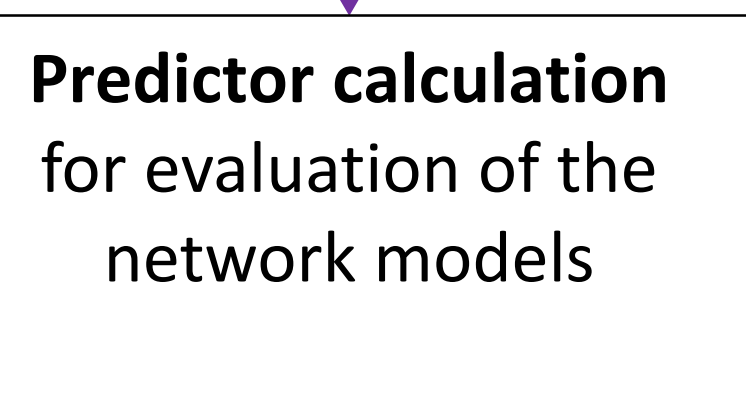 Predictor calculation
for evaluation of the
network models